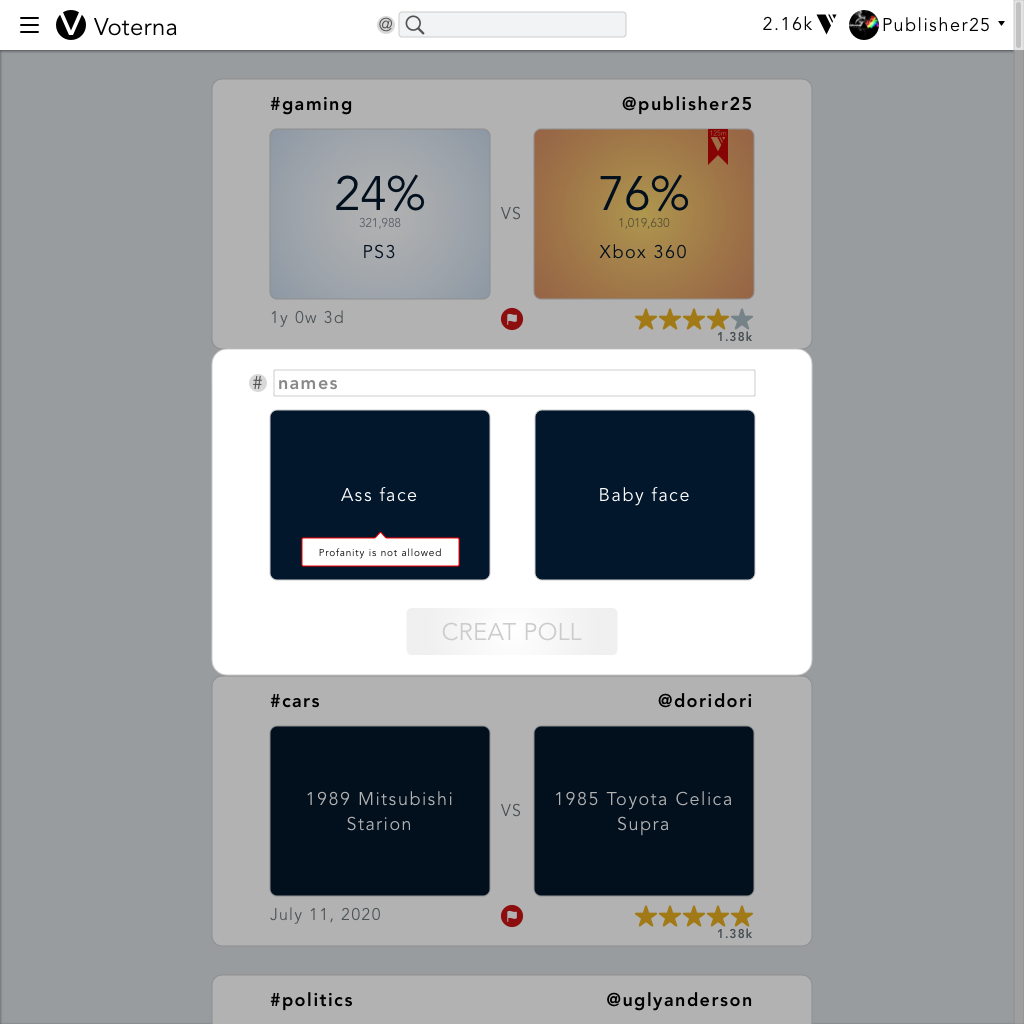 Voterna
@
2.16k
Publisher25
#gaming
@publisher25
125m
24%
321,988
PS3
VS
76%
1,019,630
Xbox 360
1y 0w 3d
1.38k
# names
Ass face
Profanity is not allowed
Baby face
CREAT POLL
#cars
@doridori
1989 Mitsubishi
Starion
VS
1985 Toyota Celica
Supra
July 11, 2020
1.38k
#politics
@uglyanderson